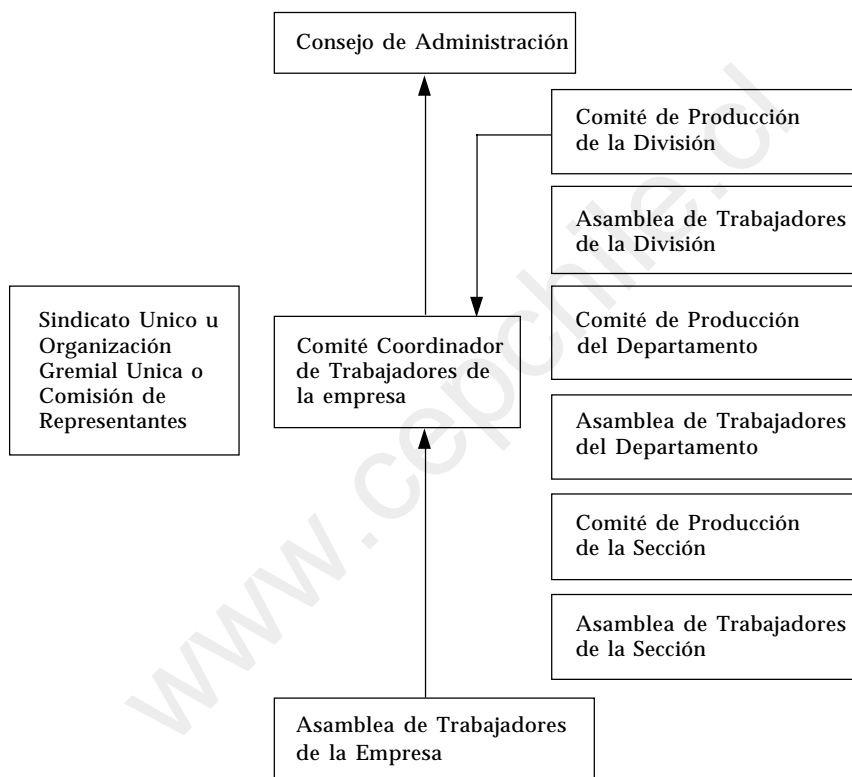 Consejo de Administración
Comité de Producción
de la División
Asamblea de Trabajadores
de la División
Sindicato Unico u
Organización
Gremial Unica o
Comisión de
Representantes
Comité Coordinador
de Trabajadores de
la empresa
Comité de Producción
del Departamento
Asamblea de Trabajadores
del Departamento
Comité de Producción
de la Sección
Asamblea de Trabajadores
de la Sección
Asamblea de Trabajadores
de la Empresa
www.cepchile.cl